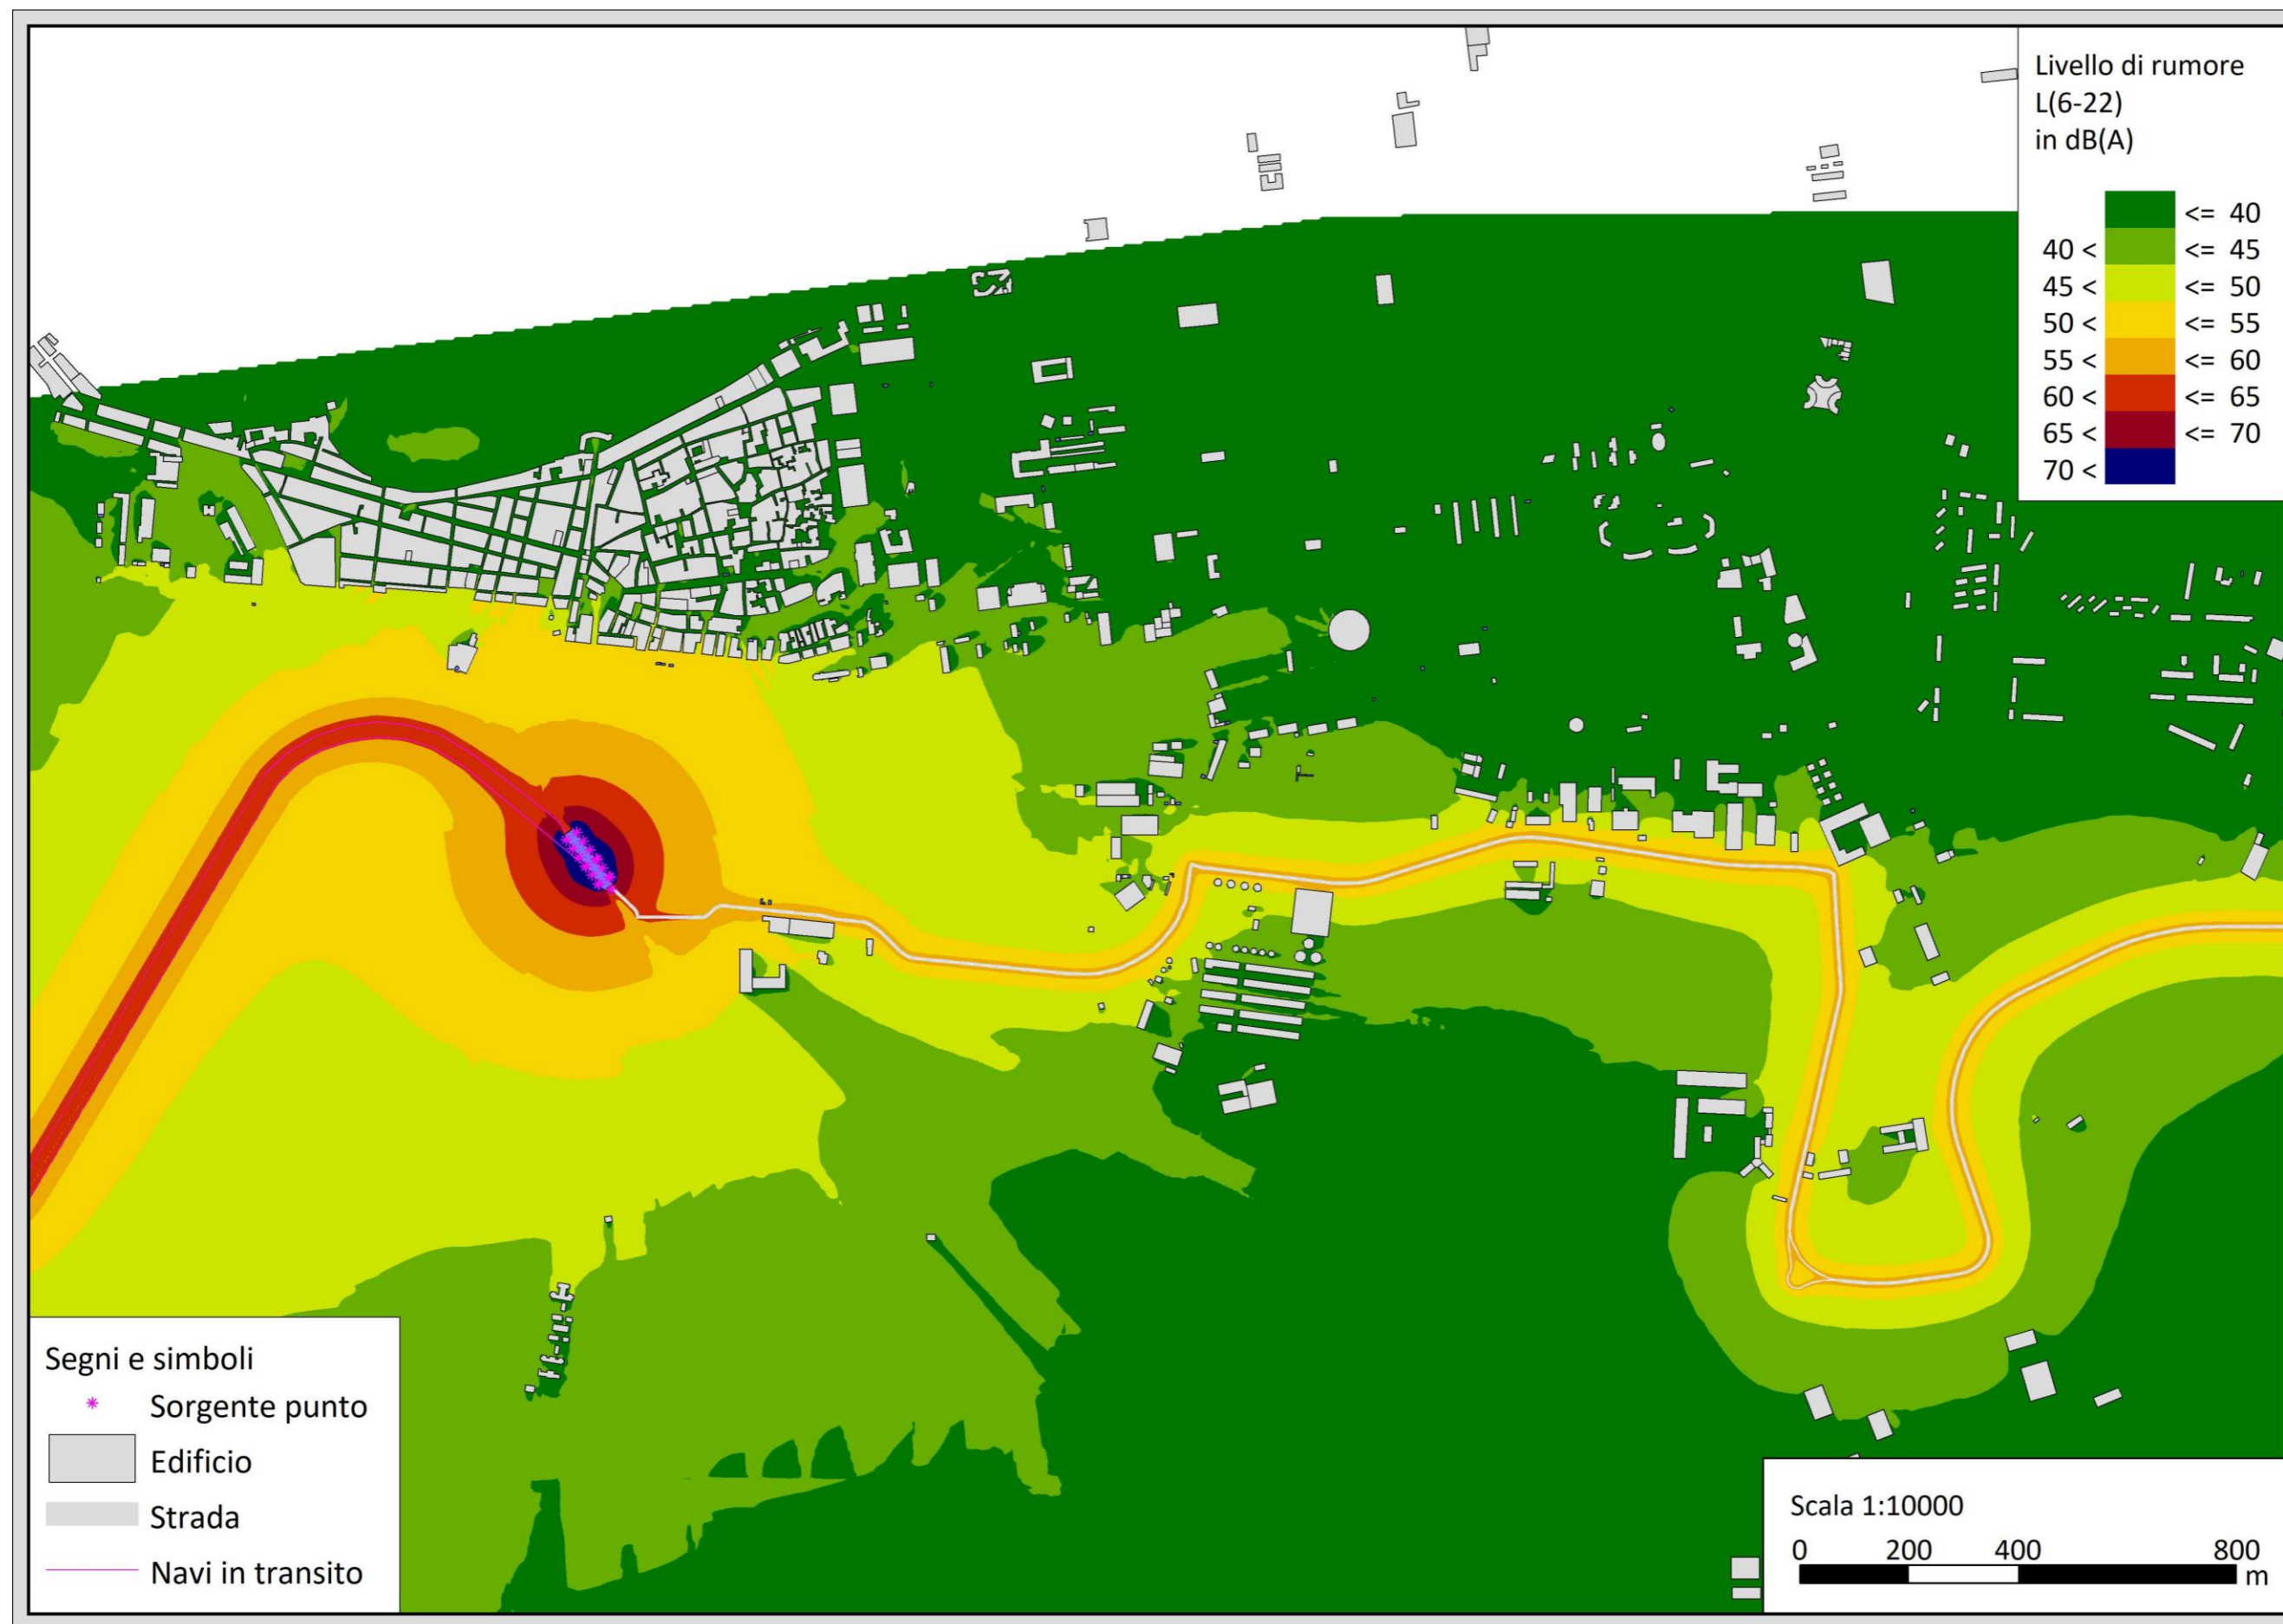 Livello di rumore
L(6-22)
in dB(A)
<= 40
40 < <= 45
45 < <= 50
50 < <= 55
55 < <= 60
60 < <= 65
65 < <= 70
70 <
Segni e simboli
Sorgente punto
Edificio
Strada
Navi in transito
Scala 1:10000
0 200 400 800
m